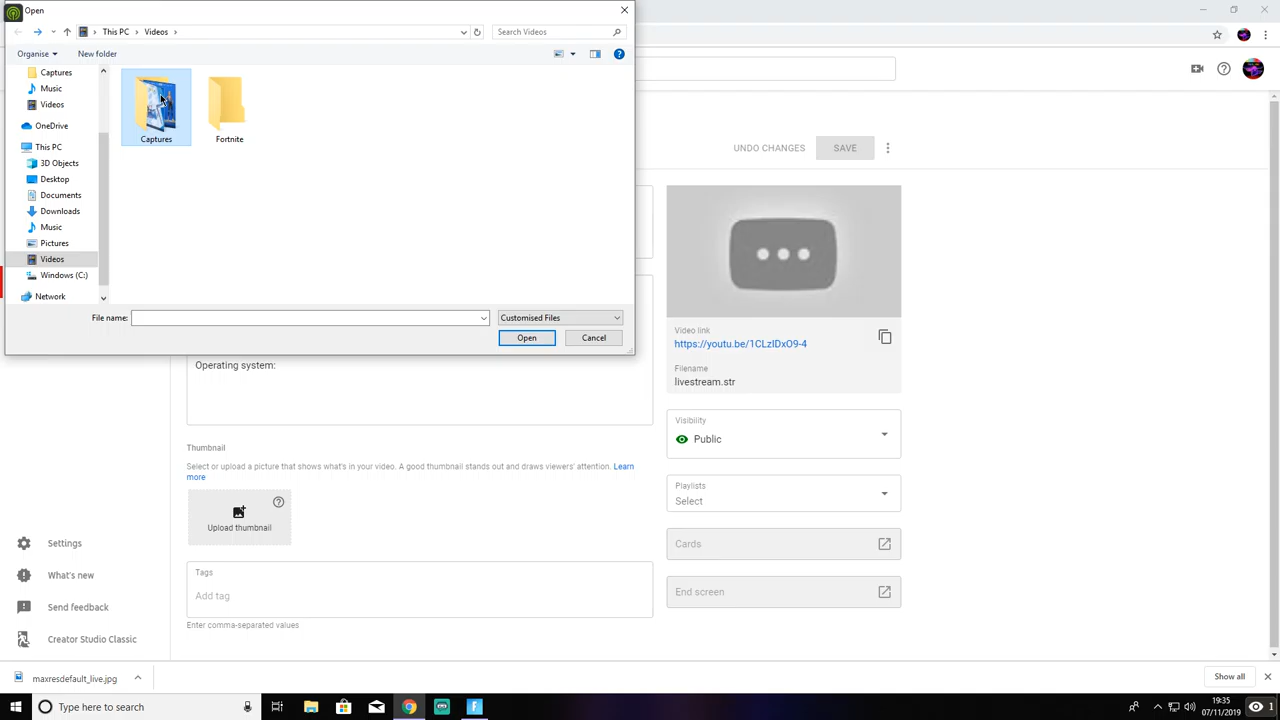 Open
This PC
Videos
Search Videos
Organise
New folder
Captures
Music
Videos
OneDrive
This PC
3D Objects
Desktop
Documents
Downloads
Music
Pictures
Videos
Windows (C:)
Network
Captures
Fortnite
File name:
Customised Files
Open
Cancel
UNDO CHANGES
SAVE
Video link
https://youtu.be/1CLzIDxO9-4
Filename
livestream.str
Operating system:
Visibility
Public
Thumbnail
Select or upload a picture that shows what's in your video. A good thumbnail stands out and draws viewers' attention. Learn
more
Upload thumbnail
Playlists
Select
Cards
End screen
Tags
Add tag
Enter comma-separated values
Settings
What's new
Send feedback
Creator Studio Classic
maxresdefault_live.jpg
Show all
Type here to search
19:35
07/11/2019
1